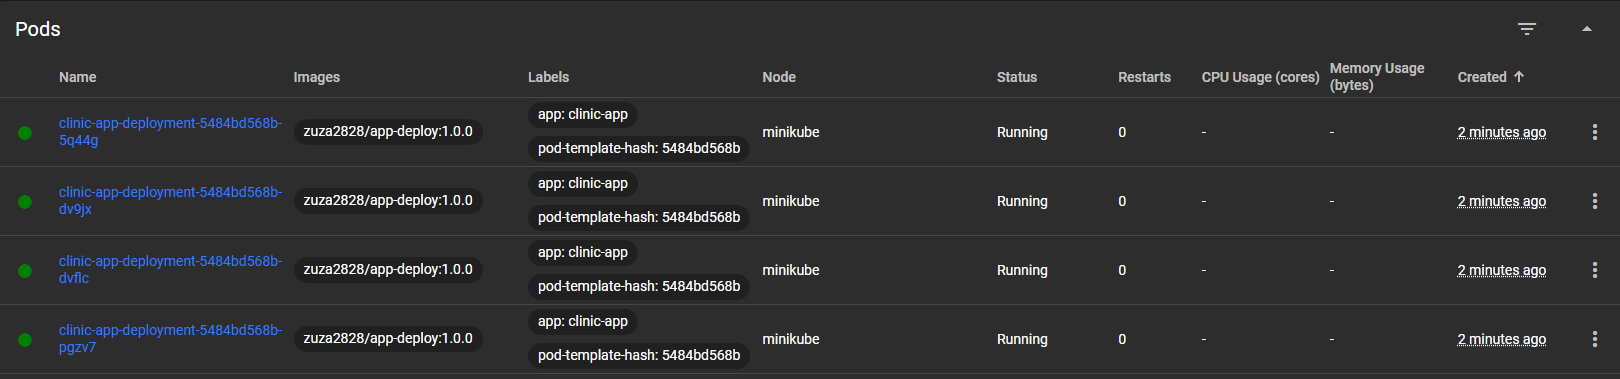 Pods
Name Images Labels Node Status Restarts CPU Usage (cores) Memory Usage (bytes) Created
clinic-app-deployment-5484bd568b-
5q44g
zuza2828/app-deploy:1.0.0
app: clinic-app
pod-template-hash: 5484bd568b
minikube
Running
0
-
-
2 minutes ago
clinic-app-deployment-5484bd568b-
dv9jx
zuza2828/app-deploy:1.0.0
app: clinic-app
pod-template-hash: 5484bd568b
minikube
Running
0
-
-
2 minutes ago
clinic-app-deployment-5484bd568b-
dvflc
zuza2828/app-deploy:1.0.0
app: clinic-app
pod-template-hash: 5484bd568b
minikube
Running
0
-
-
2 minutes ago
clinic-app-deployment-5484bd568b-
pgzv7
zuza2828/app-deploy:1.0.0
app: clinic-app
pod-template-hash: 5484bd568b
minikube
Running
0
-
-
2 minutes ago